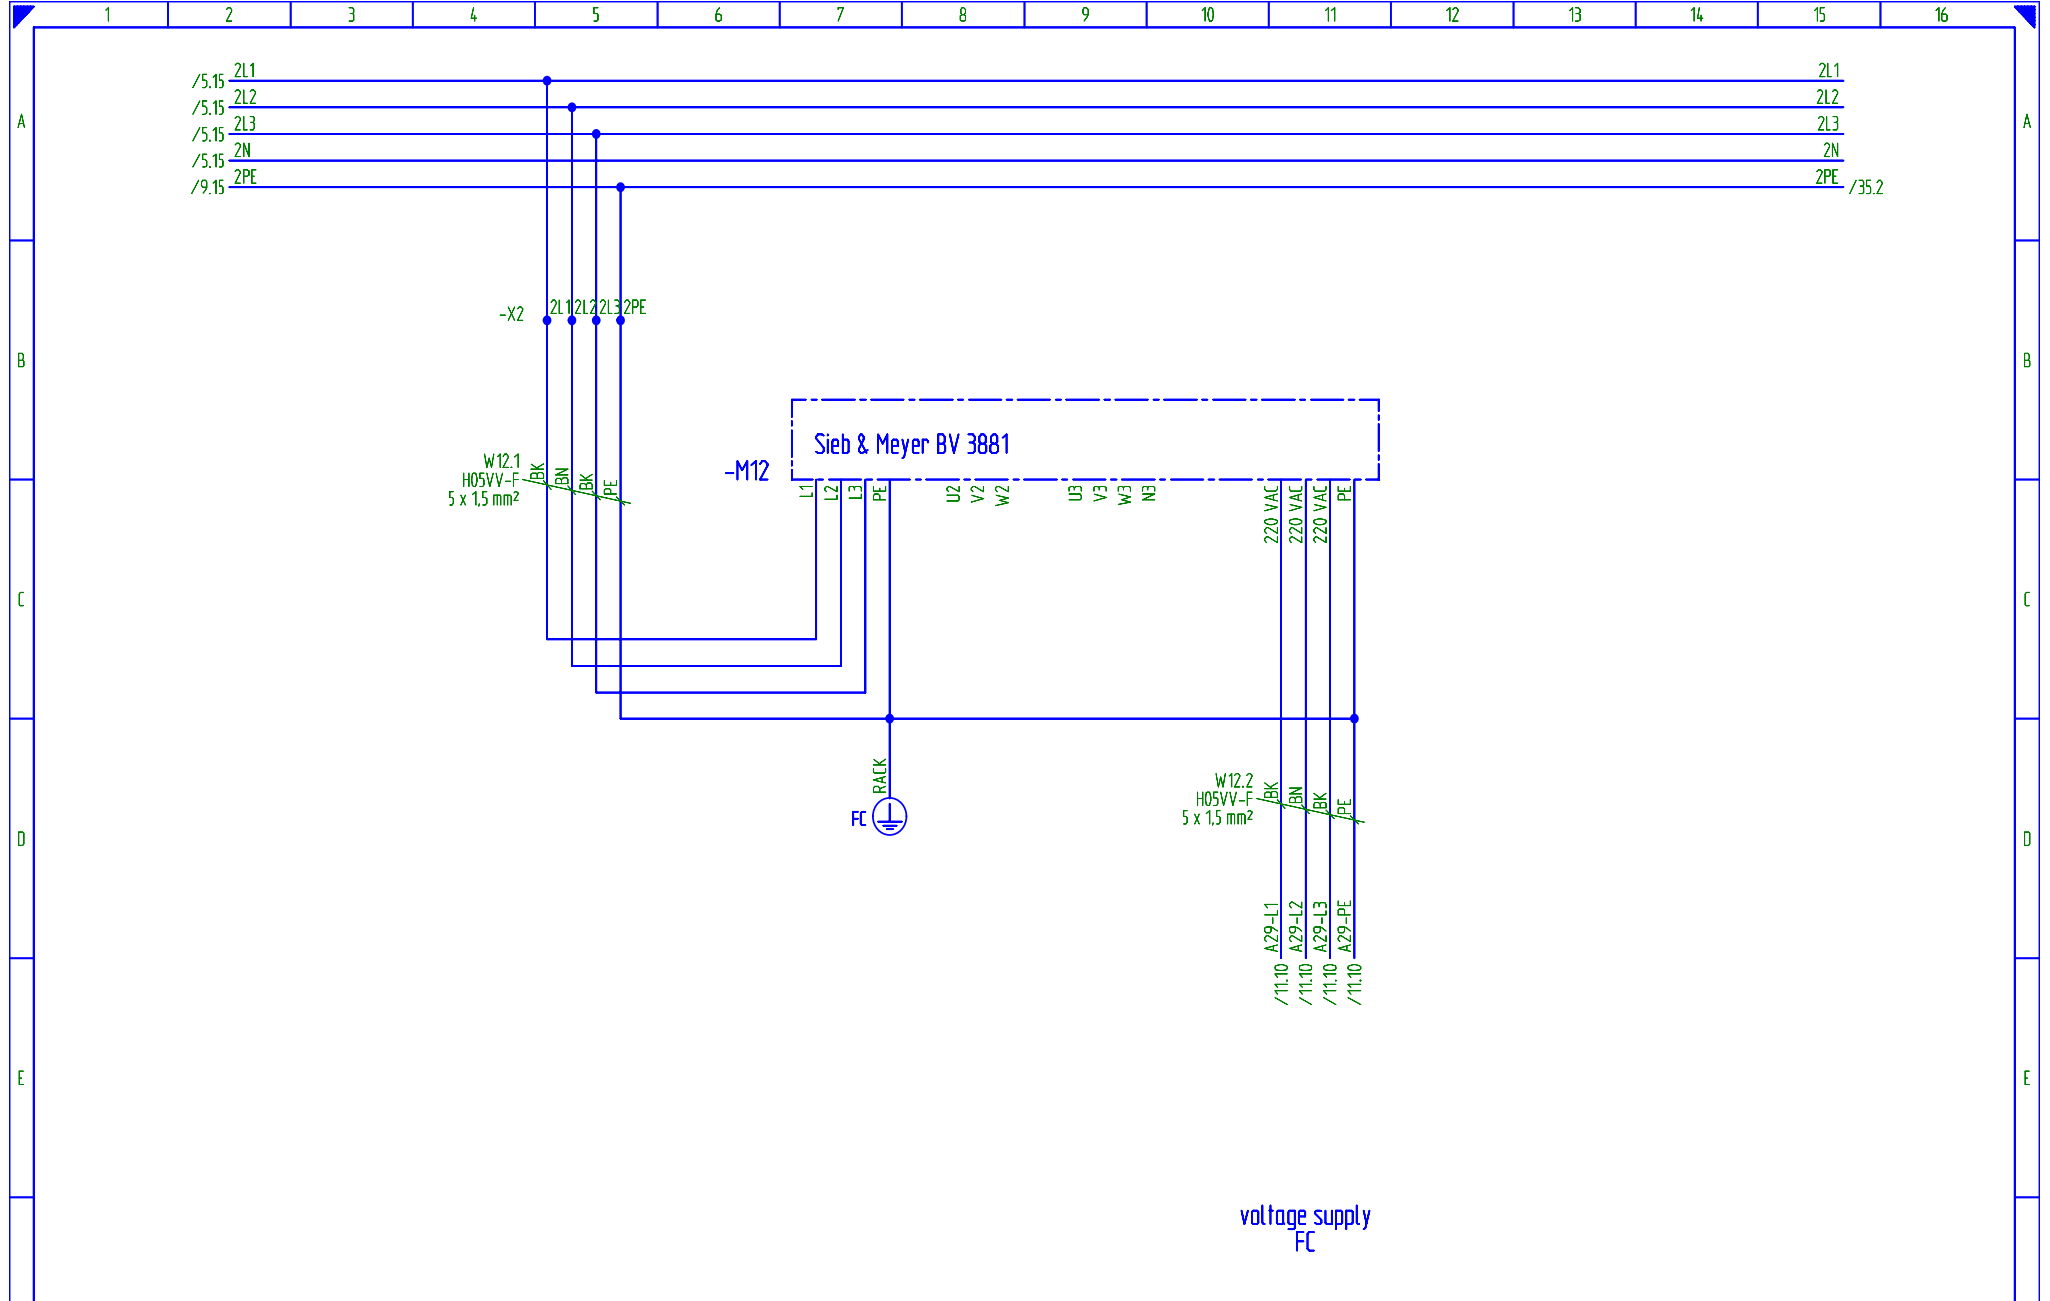 1 2 3 4 5 6 7 8 9 10 11 12 13 14 15 16
/5.15 2L1 2L1
/5.15 2L2 2L2
A A
/5.15 2L3 2L3
/5.15 2N 2N
/9.15 2PE 2PE /35.2
-X2 2L1 2L2 2L3 2PE
B B
Sieb & Meyer BV 3881
-M12
W12.1
H05VV-F
5 x 1,5 mm²
BK BN BK PE
L1 L2 L3 PE U2 V2 W2 U3 V3 W3 N3 220 VAC 220 VAC 220 VAC PE
C C
RACK
FC
W12.2
H05VV-F
5 x 1,5 mm²
BK BN BK PE
D D
A29-L1 A29-L2 A29-L3 A29-PE
/11.10 /11.10 /11.10 /11.10
E E
voltage supply
FC